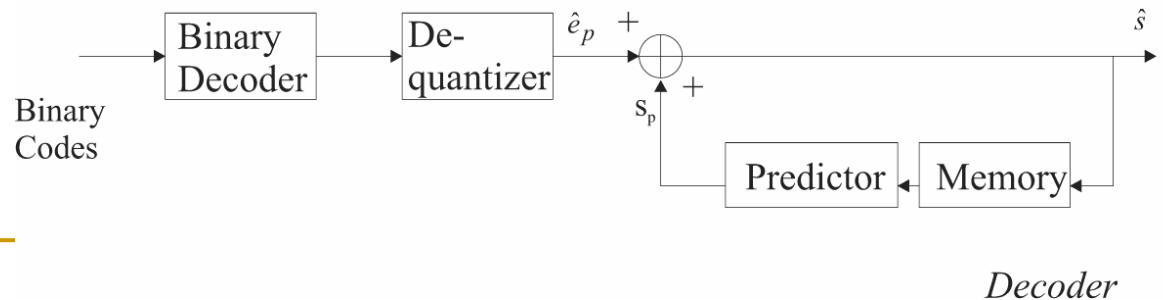 Binary
Decoder
De-
quantizer
ê_p
+
ŝ
+
s_p
Binary
Codes
Predictor
Memory
Decoder